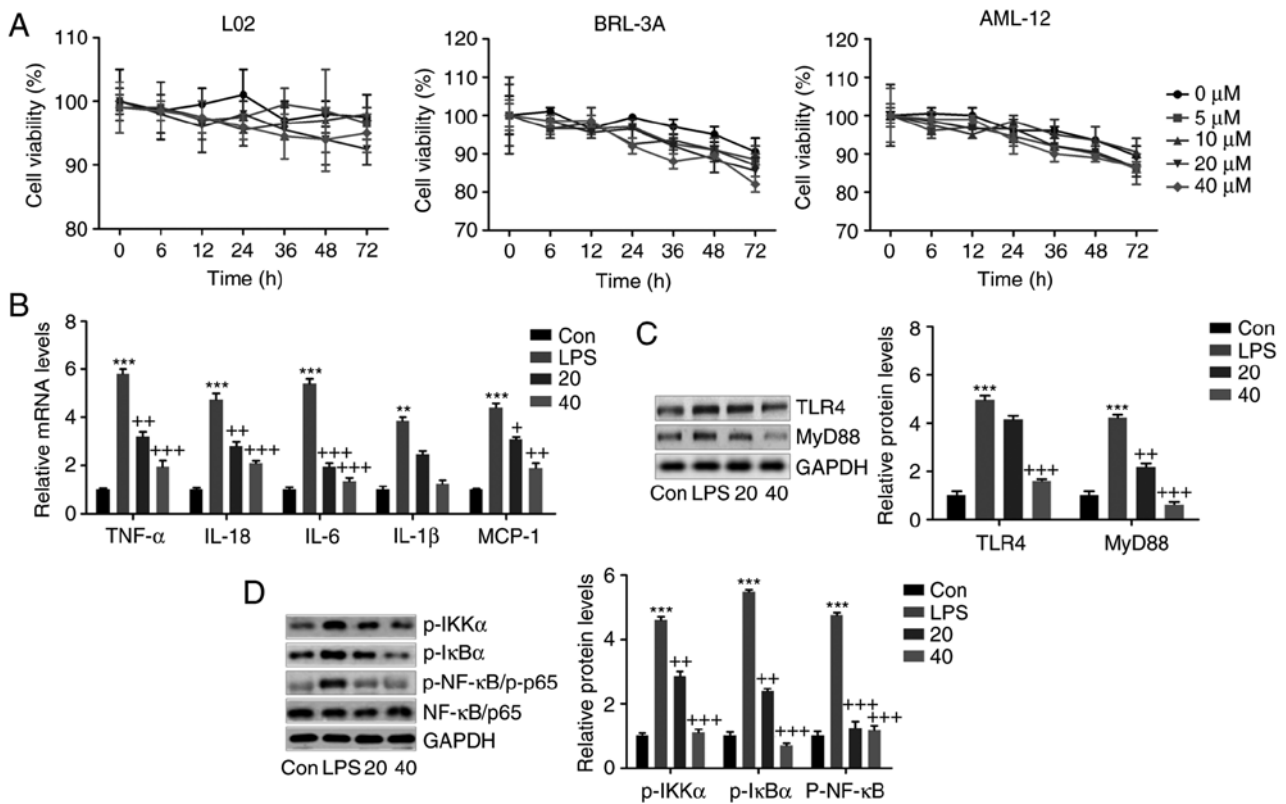 A
L02
BRL-3A
AML-12
Cell viability (%)
110
100
90
80
0 6 12 24 36 48 72
Time (h)
Cell viability (%)
120
110
100
90
80
70
0 6 12 24 36 48 72
Time (h)
Cell viability (%)
120
110
100
90
80
70
0 6 12 24 36 48 72
Time (h)
0 µM
5 µM
10 µM
20 µM
40 µM
B
Relative mRNA levels
8
6
4
2
0
*** ++ +++
*** ++ +++
*** +++ +++
**
*** + ++
TNF-α IL-18 IL-6 IL-1β MCP-1
Con
LPS
20
40
C
TLR4
MyD88
GAPDH
Con LPS 20 40
Relative protein levels
8
6
4
2
0
*** +++
*** ++ +++
TLR4 MyD88
Con
LPS
20
40
D
p-IKKα
p-IκBα
p-NF-κB/p-p65
NF-κB/p65
GAPDH
Con LPS 20 40
Relative protein levels
6
4
2
0
*** ++ +++
*** ++ +++
*** +++ +++
p-IKKα p-IκBα P-NF-κB
Con
LPS
20
40